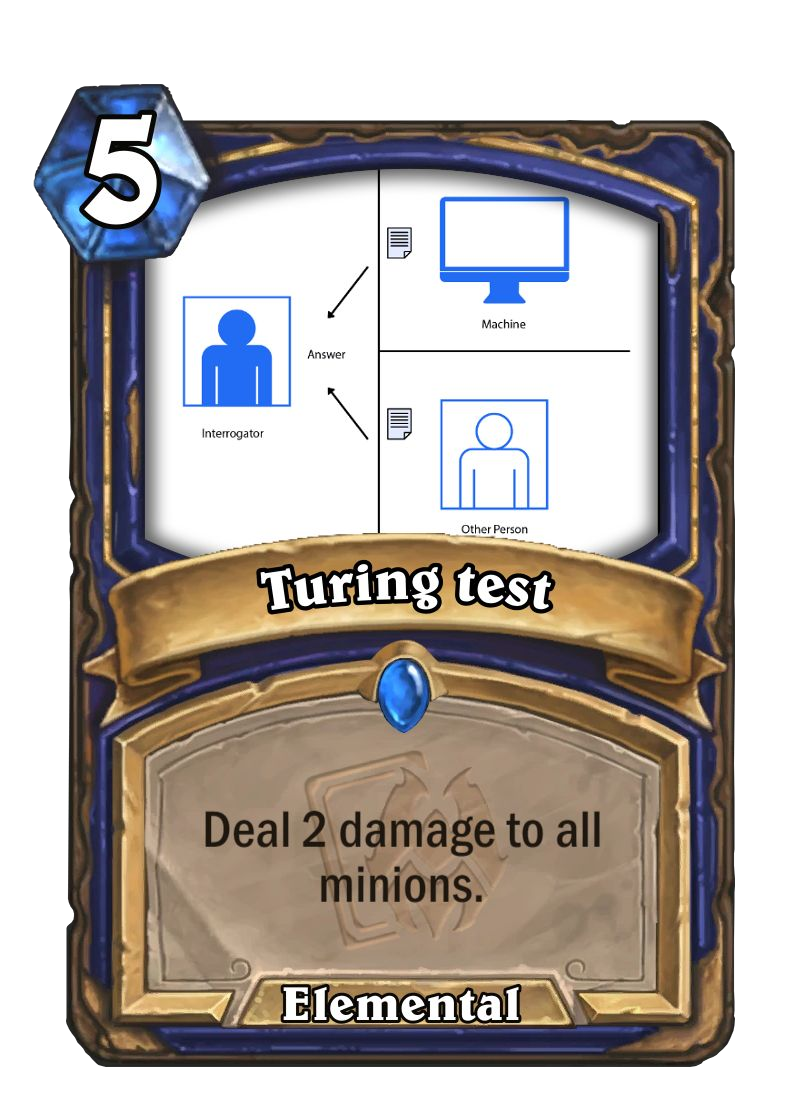 5
Machine
Answer
Interrogator
Other Person
Turing test
Deal 2 damage to all
minions.
Elemental